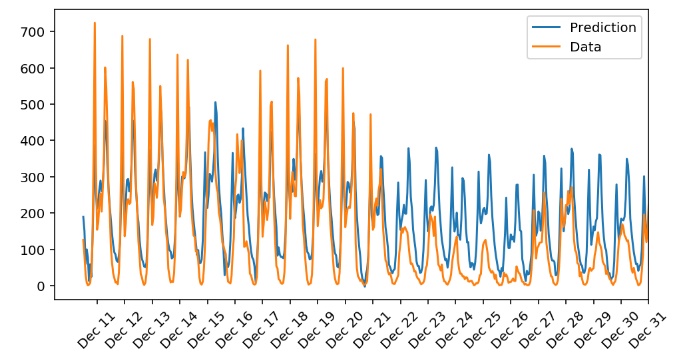 Prediction
Data
700
600
500
400
300
200
100
0
Dec 11
Dec 12
Dec 13
Dec 14
Dec 15
Dec 16
Dec 17
Dec 18
Dec 19
Dec 20
Dec 21
Dec 22
Dec 23
Dec 24
Dec 25
Dec 26
Dec 27
Dec 28
Dec 29
Dec 30
Dec 31